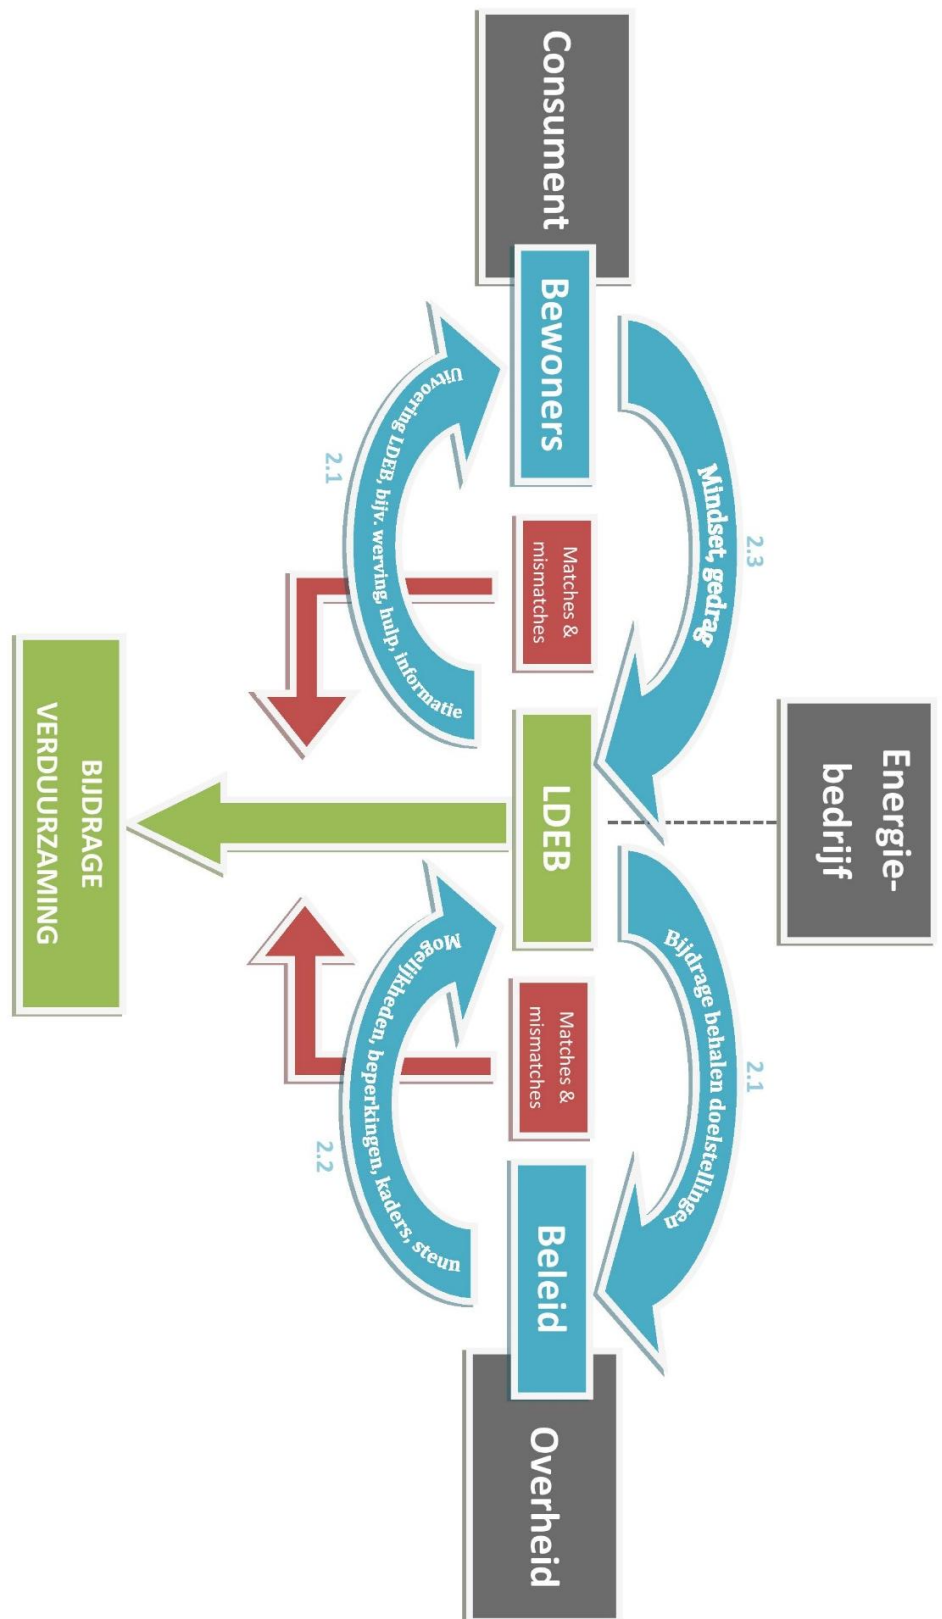 Energie-
bedrijf
2.3
2.1
Mindset, gedrag
Bijdrage behalen doelstellingen
Consument
Bewoners
Matches &
mismatches
LDEB
Matches &
mismatches
Beleid
Overheid
Uitvoering LDEB, bijv. werving, hulp, informatie
Mogelijkheden, beperkingen, kaders, steun
2.1
2.2
BIJDRAGE
VERDUURZAMING